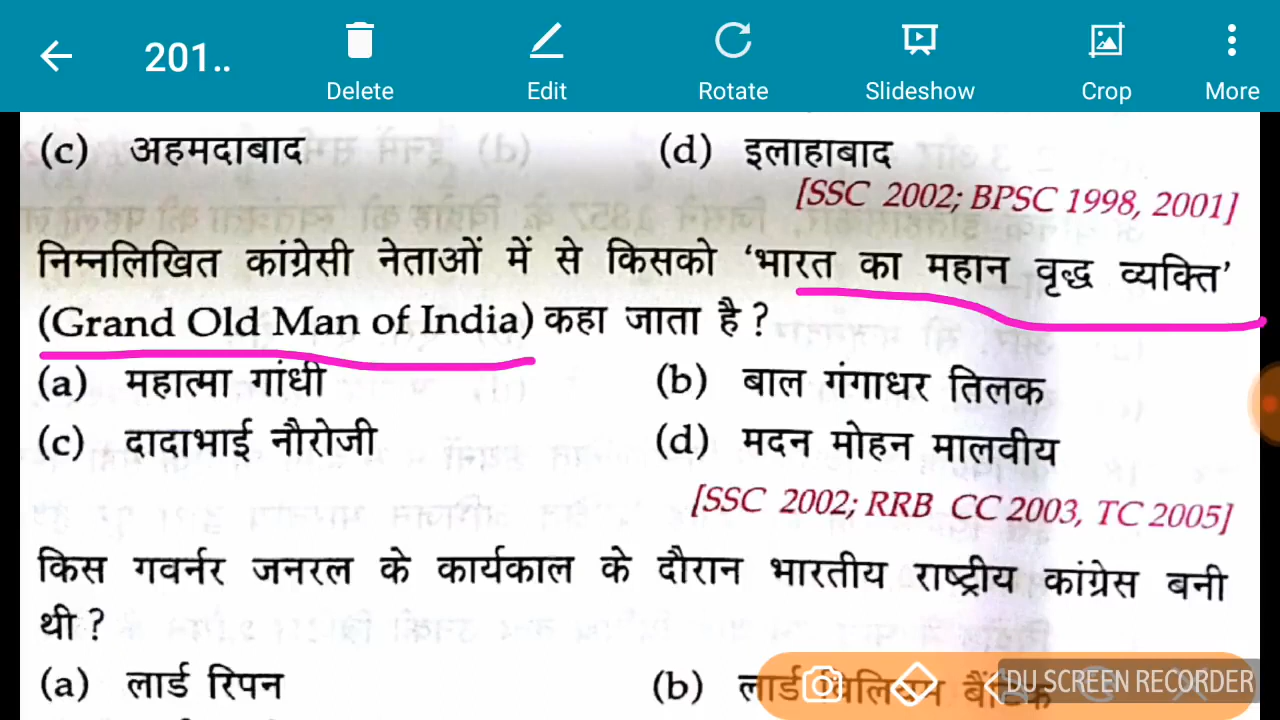 201..
Delete
Edit
Rotate
Slideshow
Crop
More
(c) अहमदाबाद (d) इलाहाबाद
[SSC 2002; BPSC 1998, 2001]
निम्नलिखित कांग्रेसी नेताओं में से किसको ‘भारत का महान वृद्ध व्यक्ति’
(Grand Old Man of India) कहा जाता है ?
(a) महात्मा गांधी (b) बाल गंगाधर तिलक
(c) दादाभाई नौरोजी (d) मदन मोहन मालवीय
[SSC 2002; RRB CC 2003, TC 2005]
किस गवर्नर जनरल के कार्यकाल के दौरान भारतीय राष्ट्रीय कांग्रेस बनी
थी ?
(a) लार्ड रिपन (b) लार्ड विलियम बैंटिक
DU SCREEN RECORDER